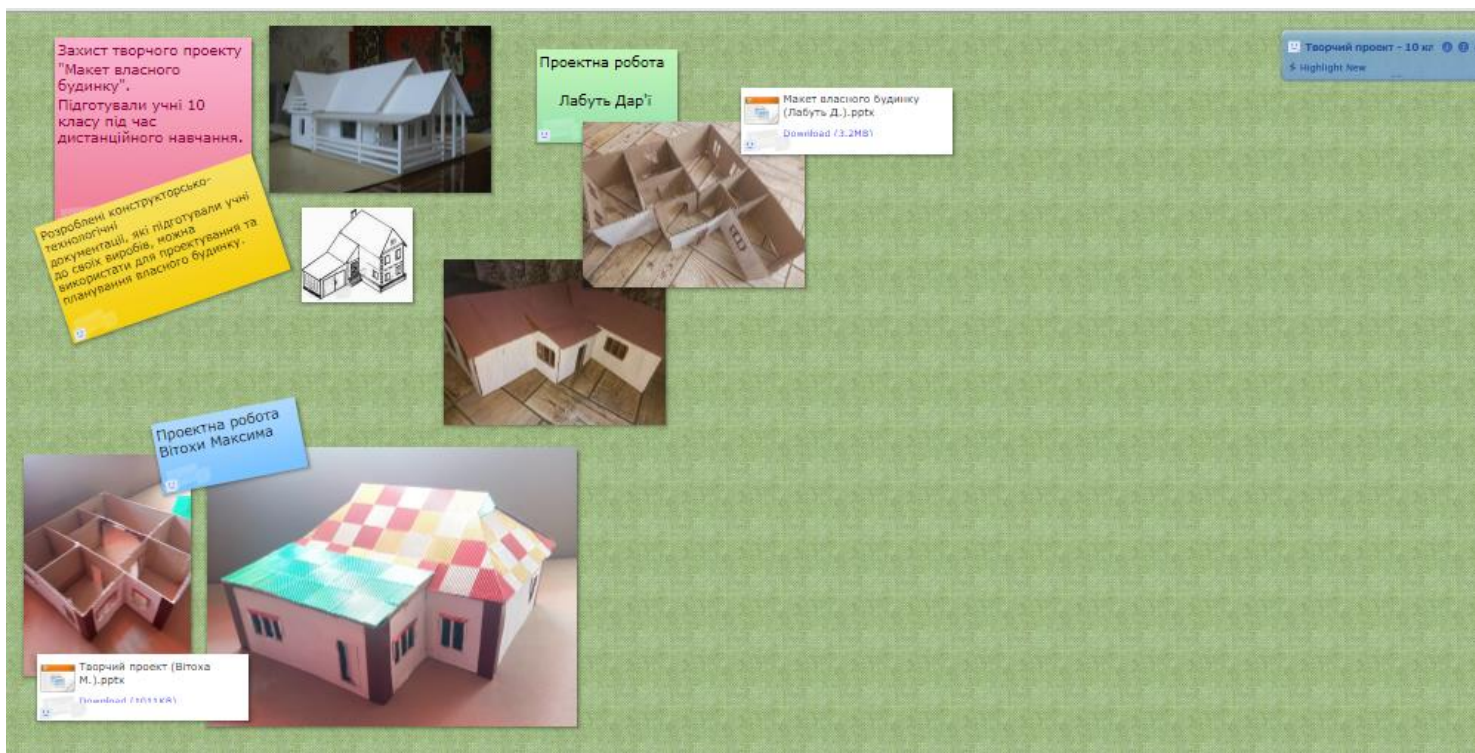 Захист творчого проекту
"Макет власного
будинку".
Підготували учні 10
класу під час
дистанційного навчання.
Розроблені конструкторсько-
технологічні
документації, які підготували учні
до своїх виробів, можна
використати для проектування та
планування власного будинку.
Проектна робота
Лабуть Дар'ї
Макет власного будинку
(Лабуть Д.).pptx
Download (3.2MB)
Творчий проект - 10 кл
Highlight New
Проектна робота
Вітохи Максима
Творчий проект (Вітоха
М.).pptx
Download (1011KB)